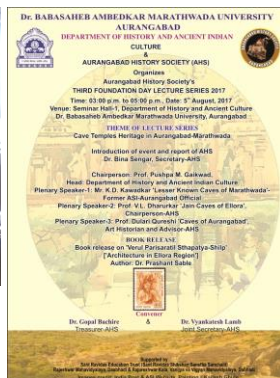 Dr. BABASAHEB AMBEDKAR MARATHWADA UNIVERSITY
AURANGABAD
DEPARTMENT OF HISTORY AND ANCIENT INDIAN
CULTURE
&
AURANGABAD HISTORY SOCIETY (AHS)
Organizes
Aurangabad History Society's
THIRD FOUNDATION DAY LECTURE SERIES 2017
Time: 03:00 p.m. to 05:00 p.m., Date: 5th August, 2017
Venue: Seminar Hall-1, Department of History and Ancient Culture
Dr. Babasaheb Ambedkar Marathwada University, Aurangabad
THEME OF LECTURE SERIES
Cave Temples Heritage in Aurangabad-Marathwada
Introduction of event and report of AHS
Dr. Bina Sengar, Secretary-AHS
Chairperson: Prof. Pushpa M. Gaikwad,
Head: Department of History and Ancient Culture
Plenary Speaker-1: Mr. K.D. Kawadkar 'Lesser Known Caves of Marathwada'-
Former ASI-Aurangabad Official
Plenary Speaker-2: Prof. V.L. Dharurkar 'Jain Caves of Ellora',
Chairperson-AHS
Plenary Speaker-3: Prof. Dulari Qureshi 'Caves of Aurangabad',
Art Historian and Advisor-AHS
BOOK RELEASE
Book release on 'Verul Parisaratil Sthapatya-Shilp'
['Architecture in Ellora Region']
Author: Dr. Prashant Sable
Convener
Dr. Gopal Bachire & Dr. Vyankatesh Lamb
Treasurer-AHS Joint Secretary-AHS
Supported by